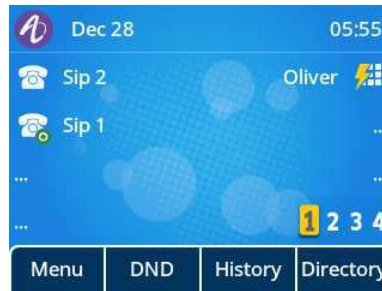 Dec 28 05:55
Sip 2 Oliver
Sip 1 ..
... ..
...
1 2 3 4
Menu DND History Directory